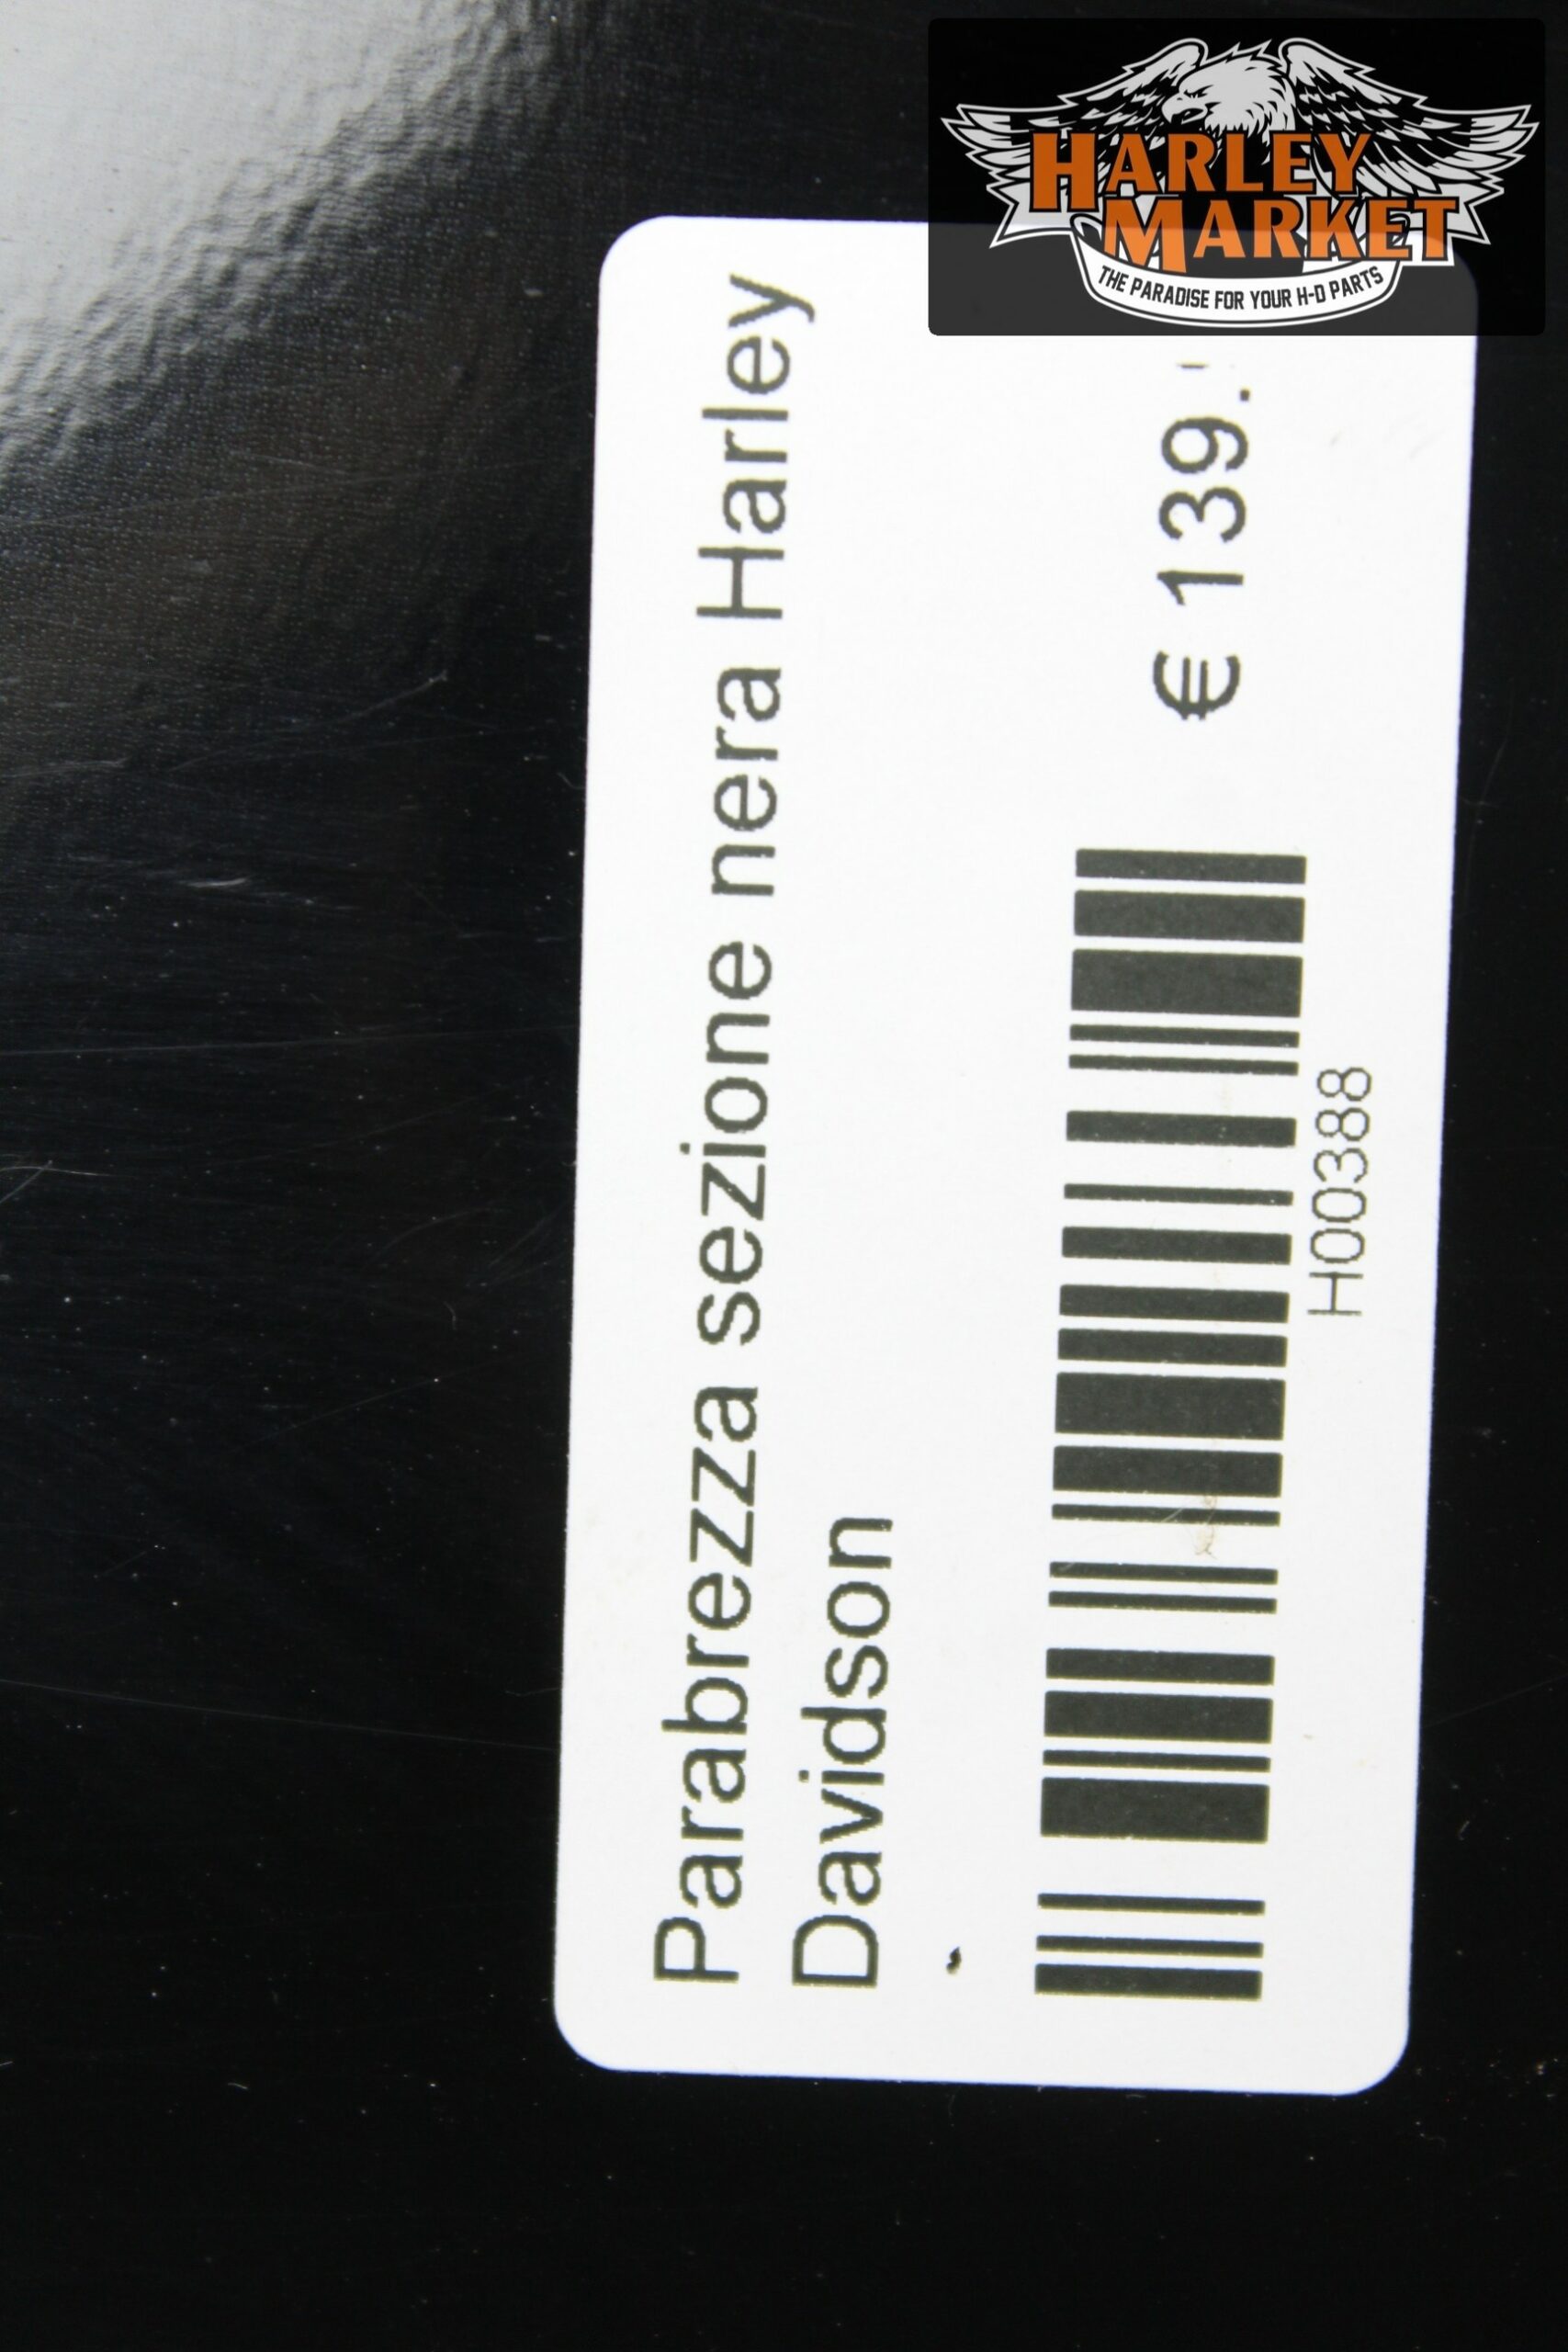 HARLEY
MARKET
THE PARADISE FOR YOUR H-D PARTS
Parabrezza sezione nera Harley
Davidson
€ 139.
H00388